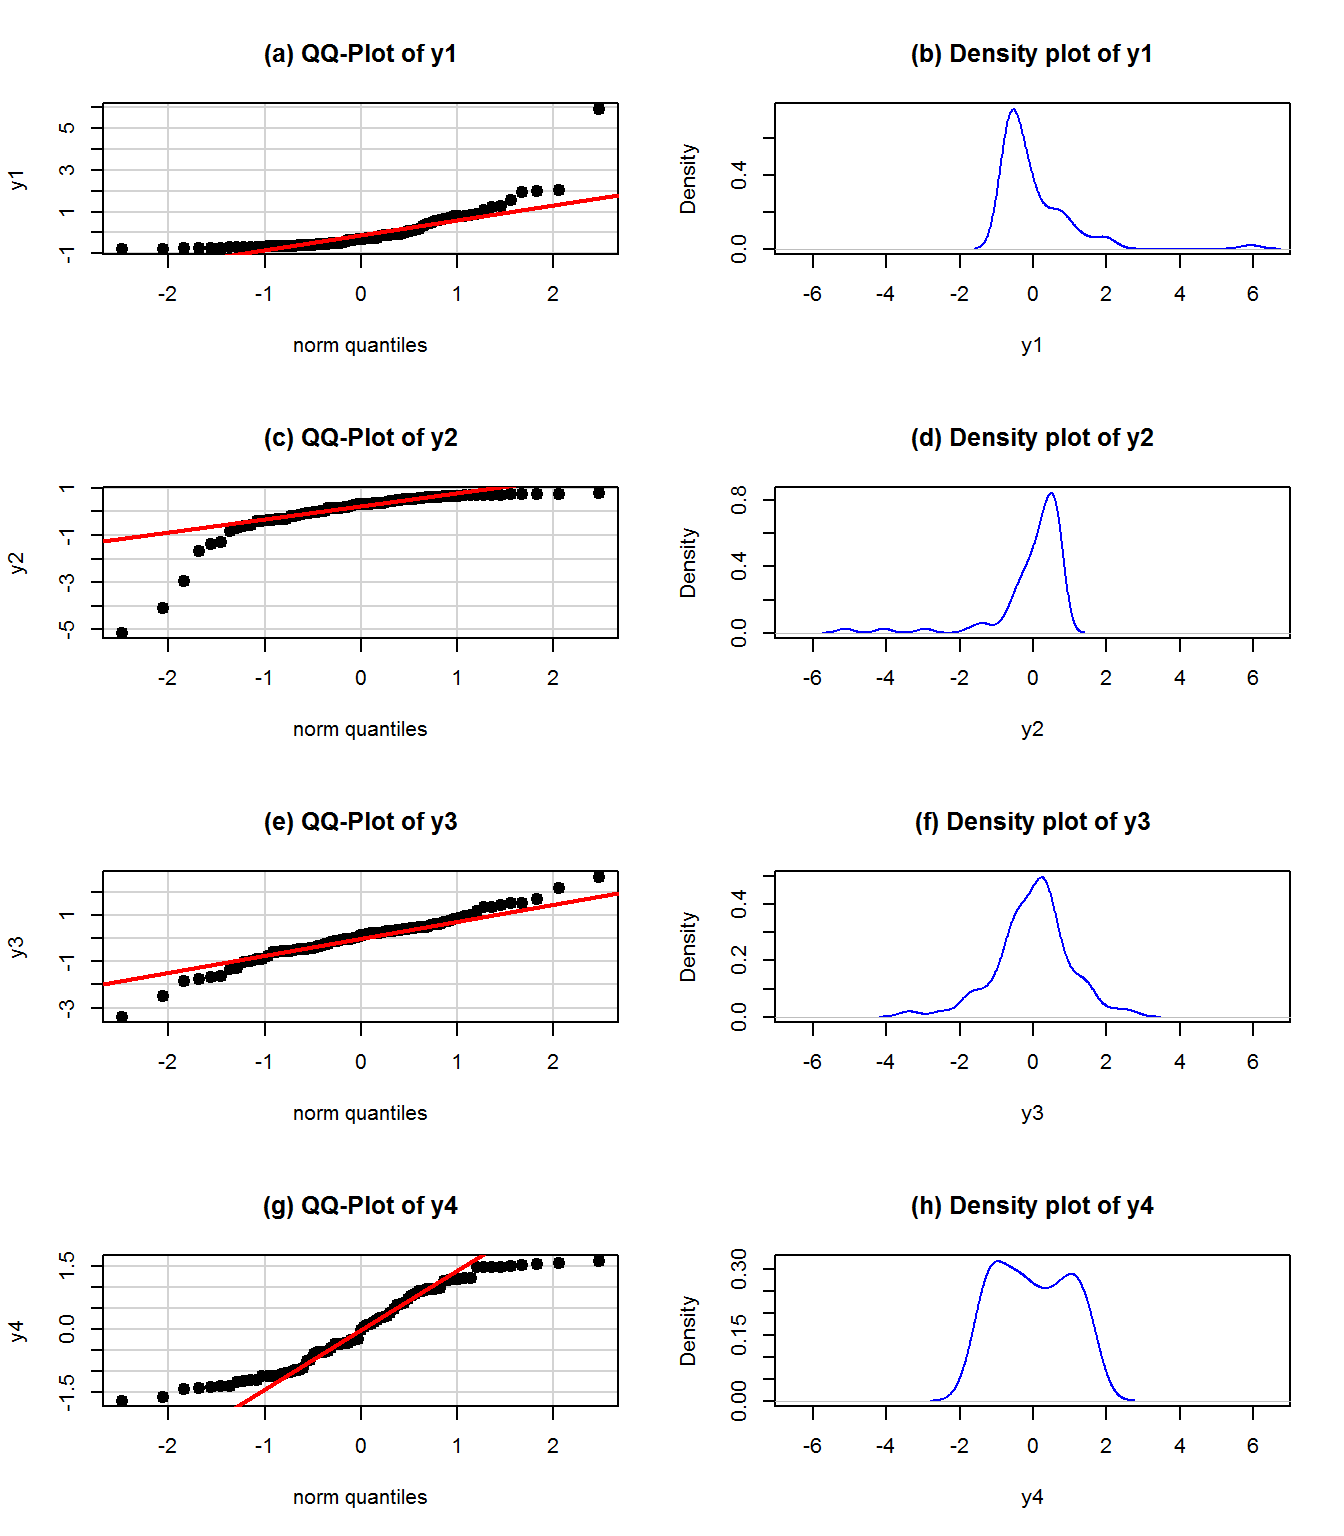 (a) QQ-Plot of y1
y1
-1 1 3 5
-2 -1 0 1 2
norm quantiles
(b) Density plot of y1
Density
0.0 0.4
-6 -4 -2 0 2 4 6
y1
(c) QQ-Plot of y2
y2
-5 -3 -1 1
-2 -1 0 1 2
norm quantiles
(d) Density plot of y2
Density
0.0 0.4 0.8
-6 -4 -2 0 2 4 6
y2
(e) QQ-Plot of y3
y3
-3 -1 1
-2 -1 0 1 2
norm quantiles
(f) Density plot of y3
Density
0.0 0.2 0.4
-6 -4 -2 0 2 4 6
y3
(g) QQ-Plot of y4
y4
-1.5 0.0 1.5
-2 -1 0 1 2
norm quantiles
(h) Density plot of y4
Density
0.00 0.15 0.30
-6 -4 -2 0 2 4 6
y4